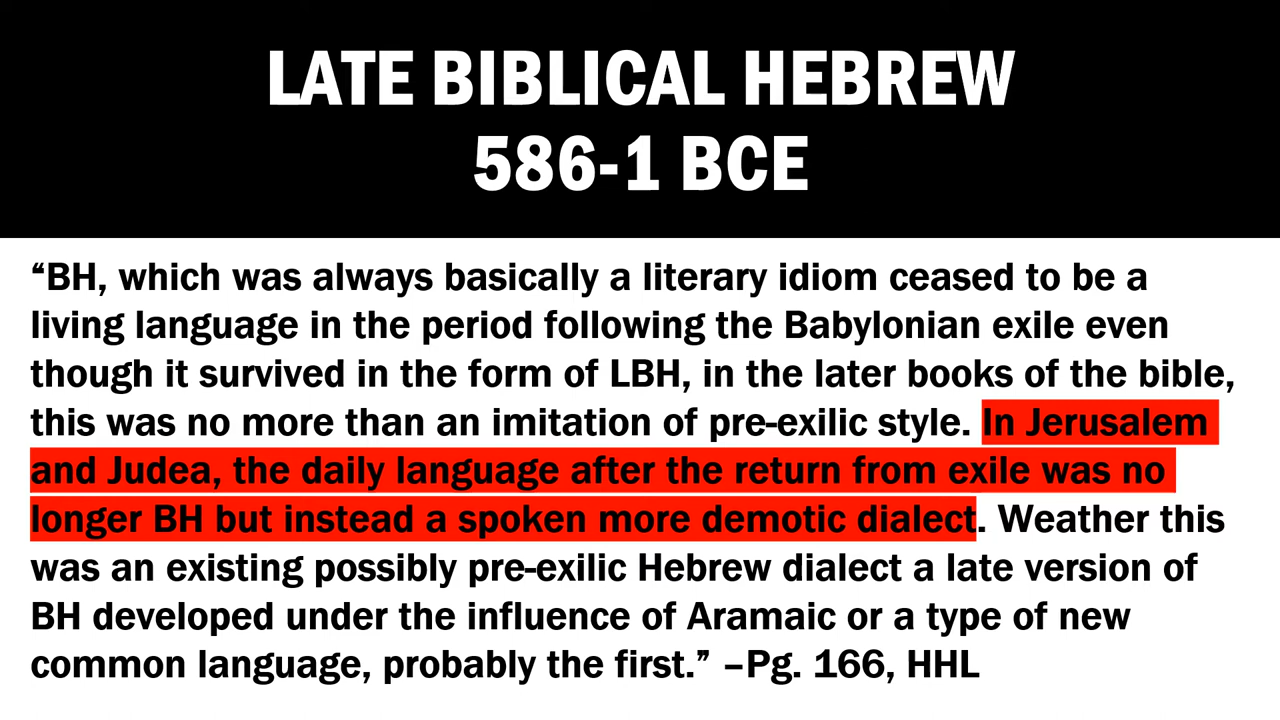 LATE BIBLICAL HEBREW
586-1 BCE
“BH, which was always basically a literary idiom ceased to be a
living language in the period following the Babylonian exile even
though it survived in the form of LBH, in the later books of the bible,
this was no more than an imitation of pre-exilic style. In Jerusalem
and Judea, the daily language after the return from exile was no
longer BH but instead a spoken more demotic dialect. Weather this
was an existing possibly pre-exilic Hebrew dialect a late version of
BH developed under the influence of Aramaic or a type of new
common language, probably the first.” –Pg. 166, HHL